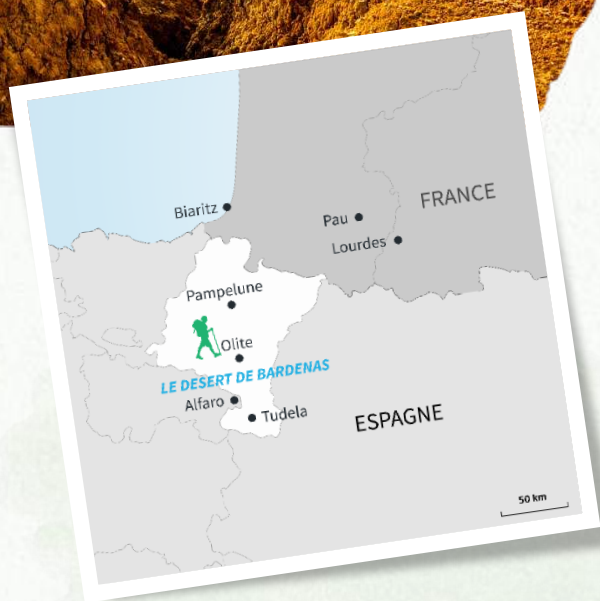 Biaritz
Pau
FRANCE
Lourdes
Pampelune
Olite
LE DESERT DE BARDENAS
Alfaro
Tudela
ESPAGNE
50 km